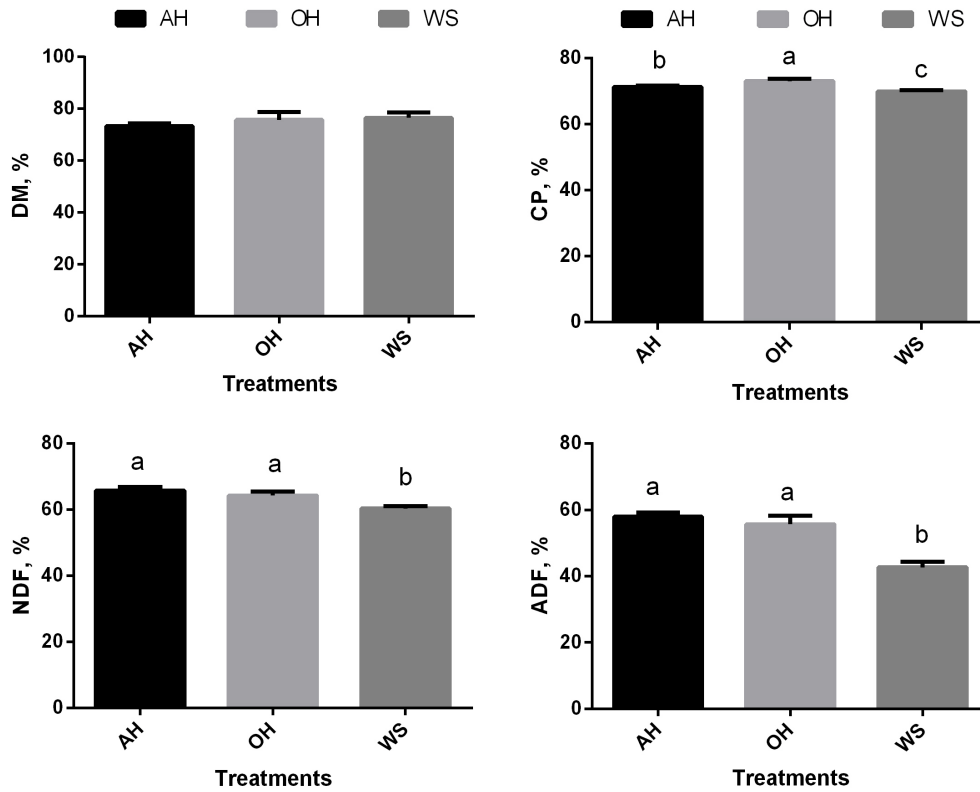 AH OH WS
100
80
60
40
20
0
DM, %
AH OH WS
Treatments
AH OH WS
80
60
40
20
0
CP, %
b a c
AH OH WS
Treatments
80
60
40
20
0
NDF, %
a a b
AH OH WS
Treatments
80
60
40
20
0
ADF, %
a a b
AH OH WS
Treatments